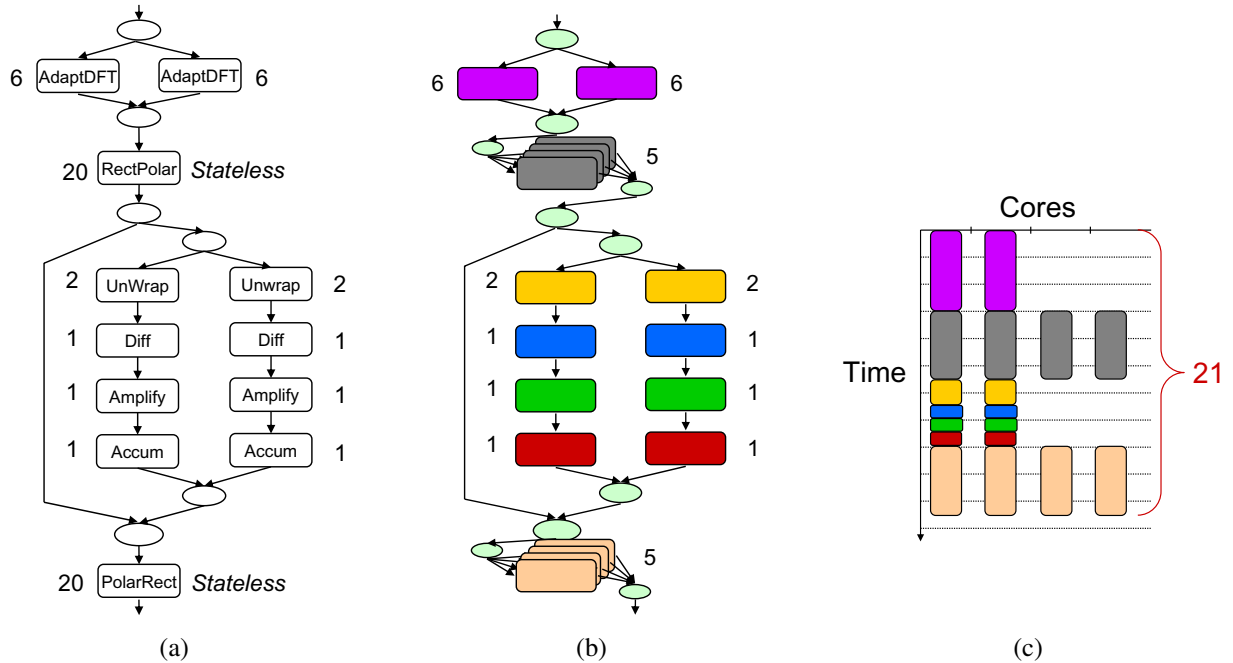 6 AdaptDFT AdaptDFT 6
20 RectPolar Stateless
2 UnWrap Unwrap 2
1 Diff Diff 1
1 Amplify Amplify 1
1 Accum Accum 1
20 PolarRect Stateless
(a)
6 6
5
2 2
1 1
1 1
1 1
5
(b)
Cores
Time 21
(c)